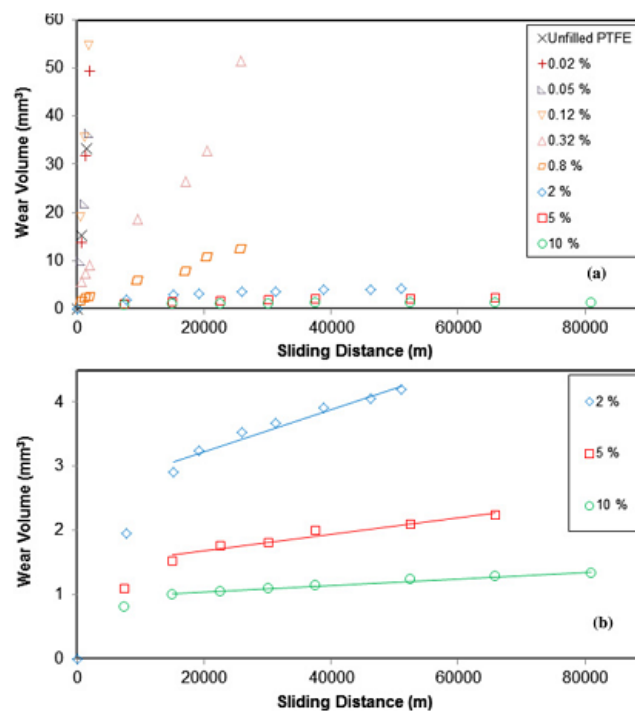 60
50
40
30
20
10
0
Wear Volume (mm³)
Unfilled PTFE
0.02 %
0.05 %
0.12 %
0.32 %
0.8 %
2 %
5 %
10 %
(a)
0 20000 40000 60000 80000
Sliding Distance (m)
4
3
2
1
0
Wear Volume (mm³)
2 %
5 %
10 %
(b)
0 20000 40000 60000 80000
Sliding Distance (m)